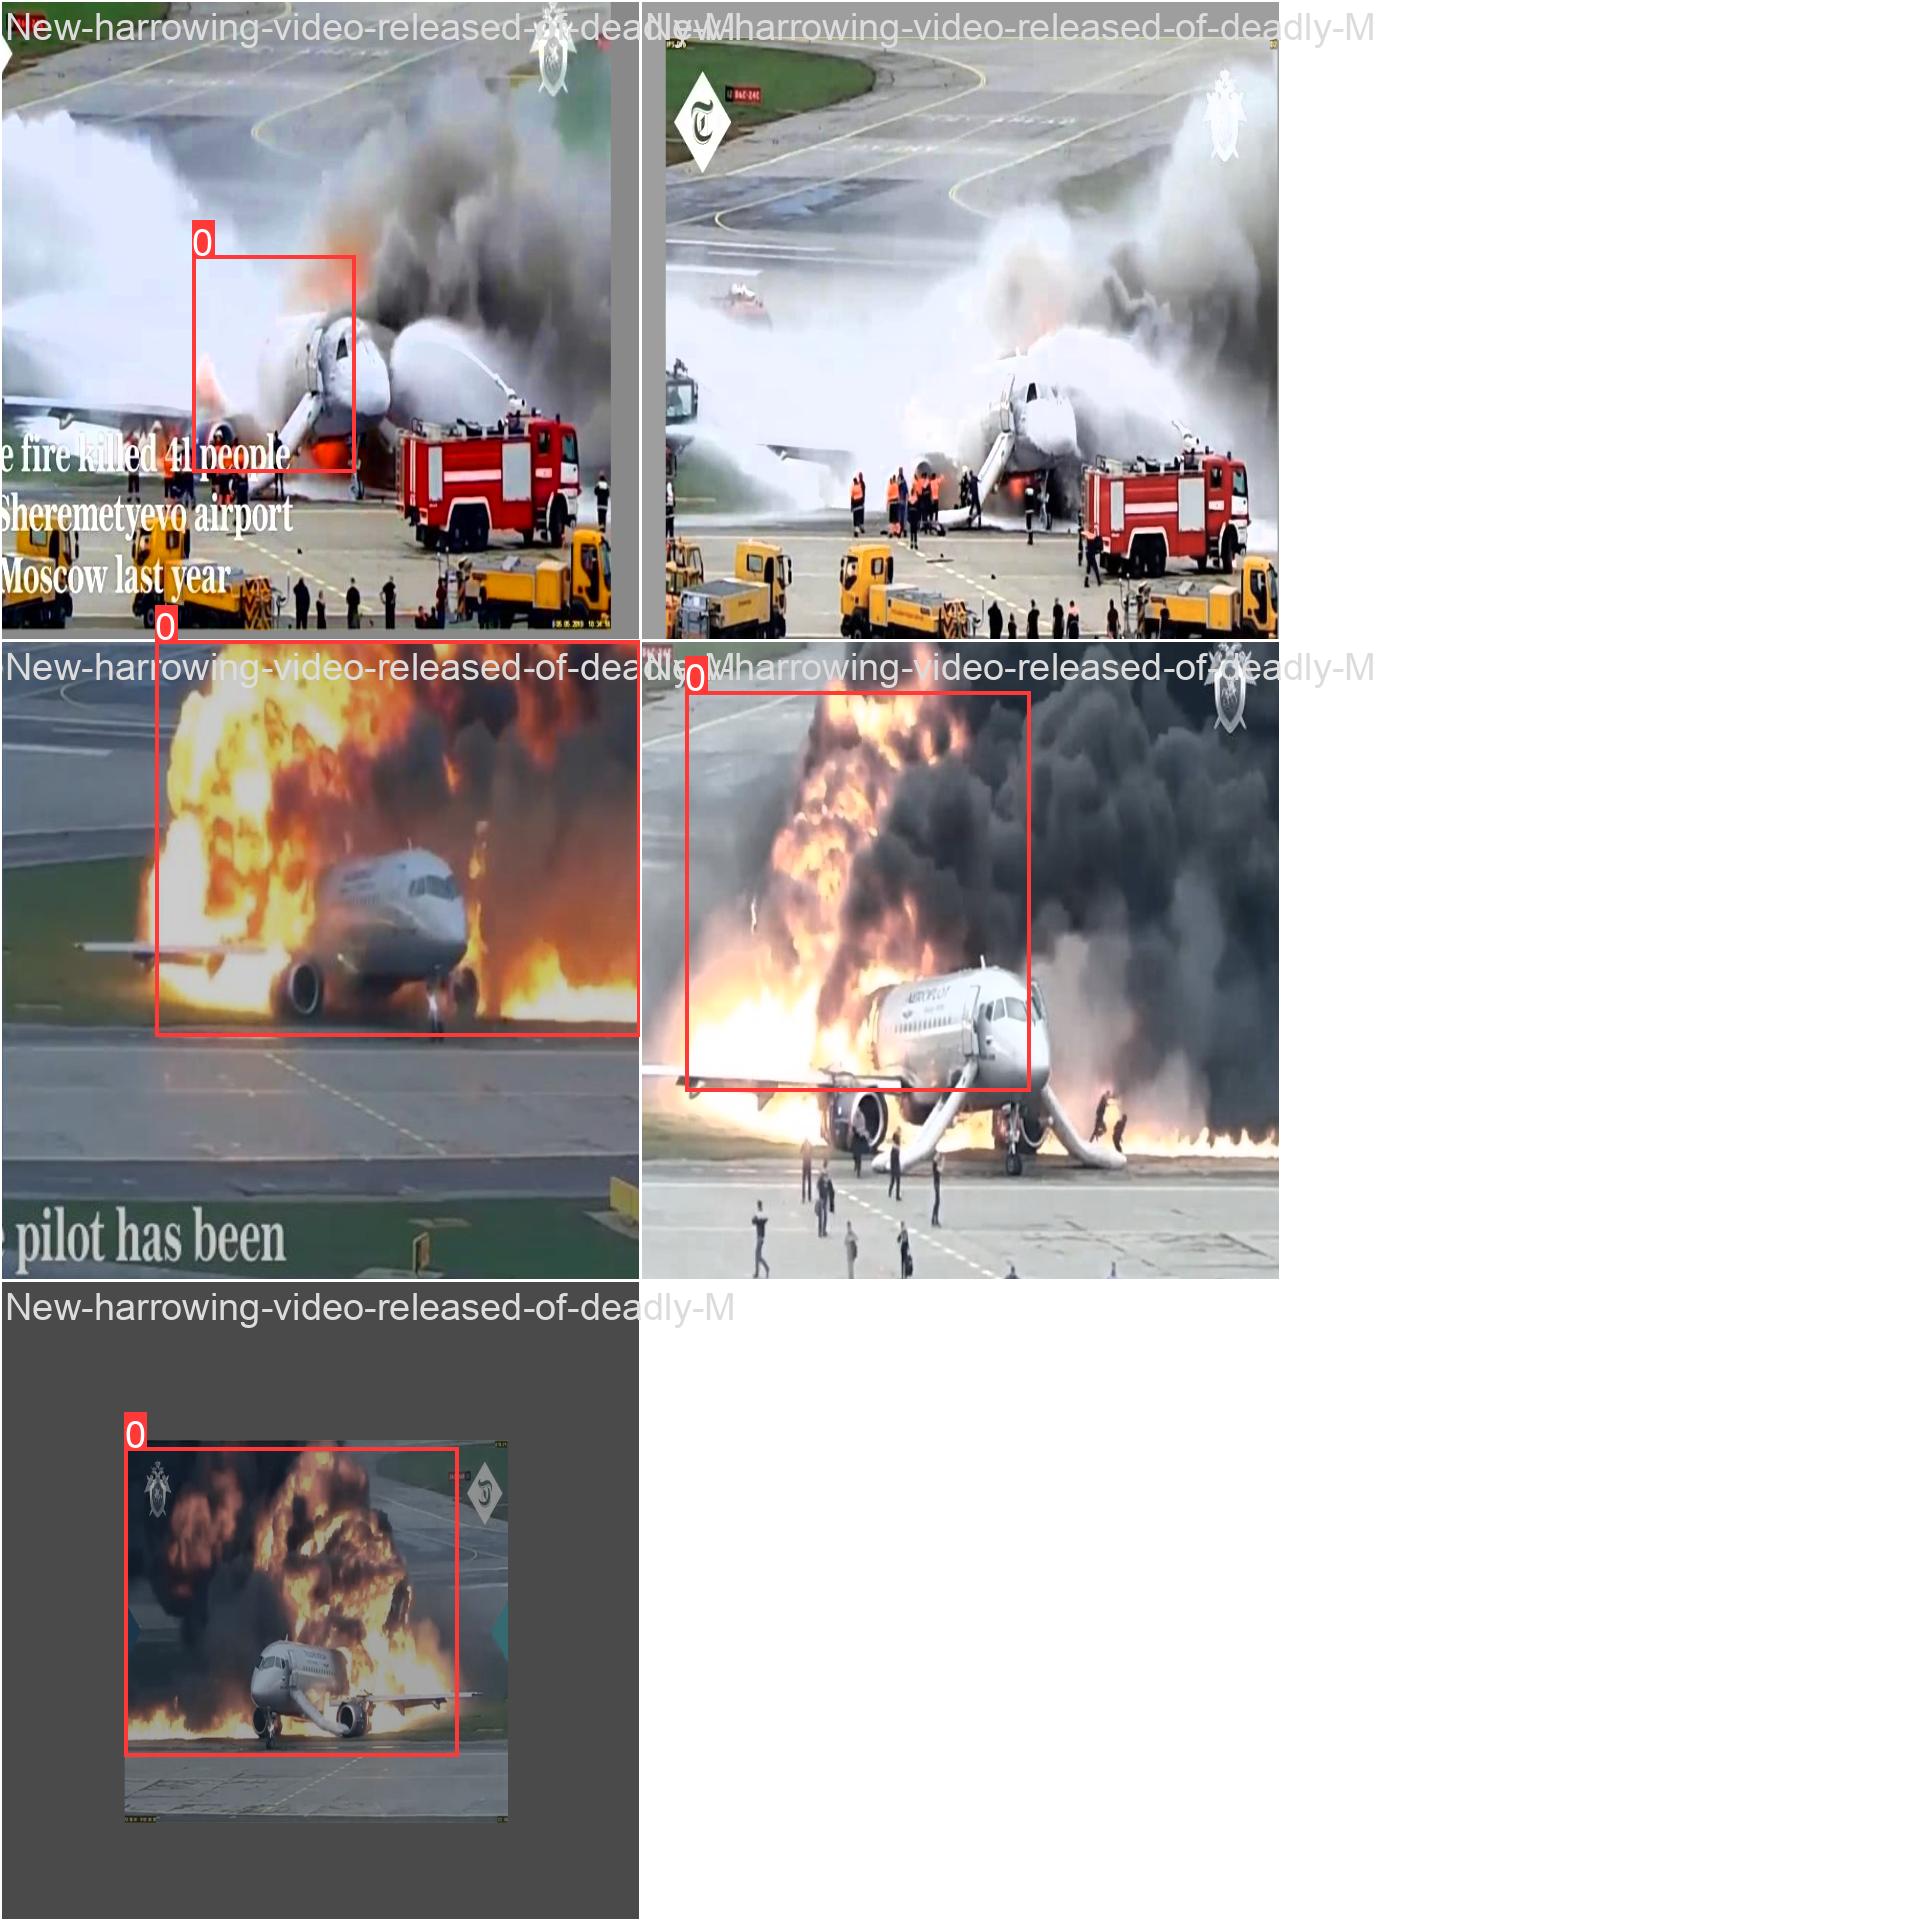 New-harrowing-video-released-of-deadly-M
New-harrowing-video-released-of-deadly-M
0
e fire killed 41 people
Sheremetyevo airport
Moscow last year
New-harrowing-video-released-of-deadly-M
New-harrowing-video-released-of-deadly-M
0
0
AEROFLOT
pilot has been
New-harrowing-video-released-of-deadly-M
0